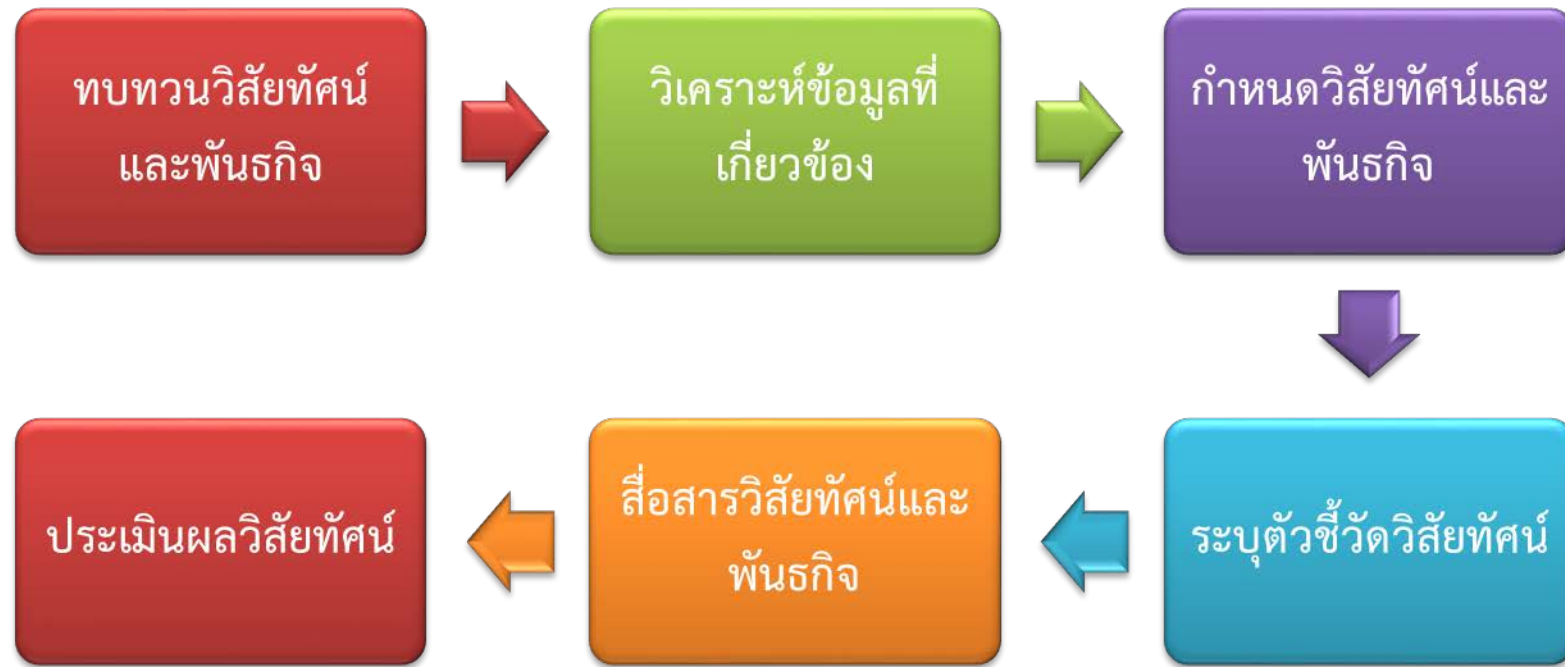 ทบทวนวิสัยทัศน์
และพันธกิจ
วิเคราะห์ข้อมูลที่
เกี่ยวข้อง
กำหนดวิสัยทัศน์และ
พันธกิจ
ระบุตัวชี้วัดวิสัยทัศน์
สื่อสารวิสัยทัศน์และ
พันธกิจ
ประเมินผลวิสัยทัศน์